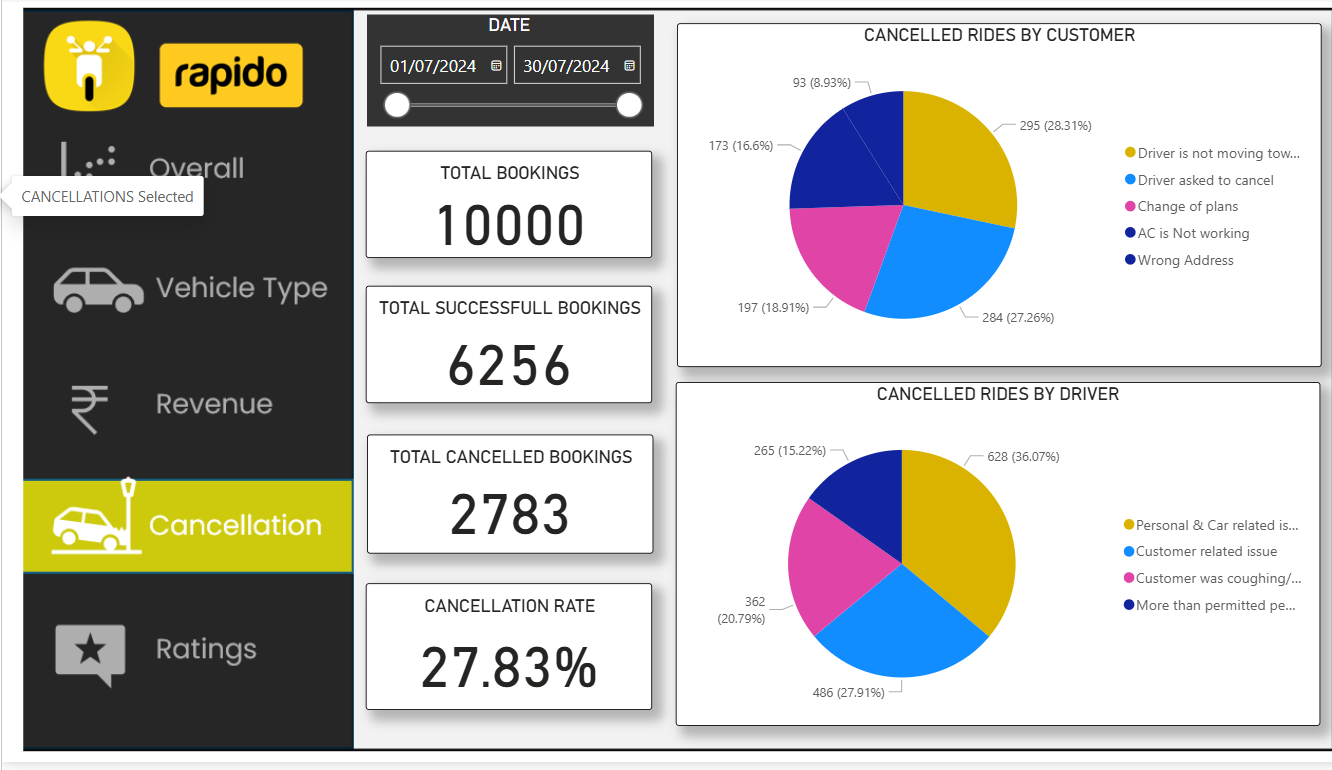 rapido
Overall
CANCELLATIONS Selected
Vehicle Type
Revenue
Cancellation
Ratings
DATE
01/07/2024
30/07/2024
TOTAL BOOKINGS
10000
TOTAL SUCCESSFULL BOOKINGS
6256
TOTAL CANCELLED BOOKINGS
2783
CANCELLATION RATE
27.83%
CANCELLED RIDES BY CUSTOMER
93 (8.93%)
295 (28.31%)
173 (16.6%)
197 (18.91%)
284 (27.26%)
Driver is not moving tow...
Driver asked to cancel
Change of plans
AC is Not working
Wrong Address
CANCELLED RIDES BY DRIVER
265 (15.22%)
628 (36.07%)
362
(20.79%)
486 (27.91%)
Personal & Car related is...
Customer related issue
Customer was coughing/...
More than permitted pe...